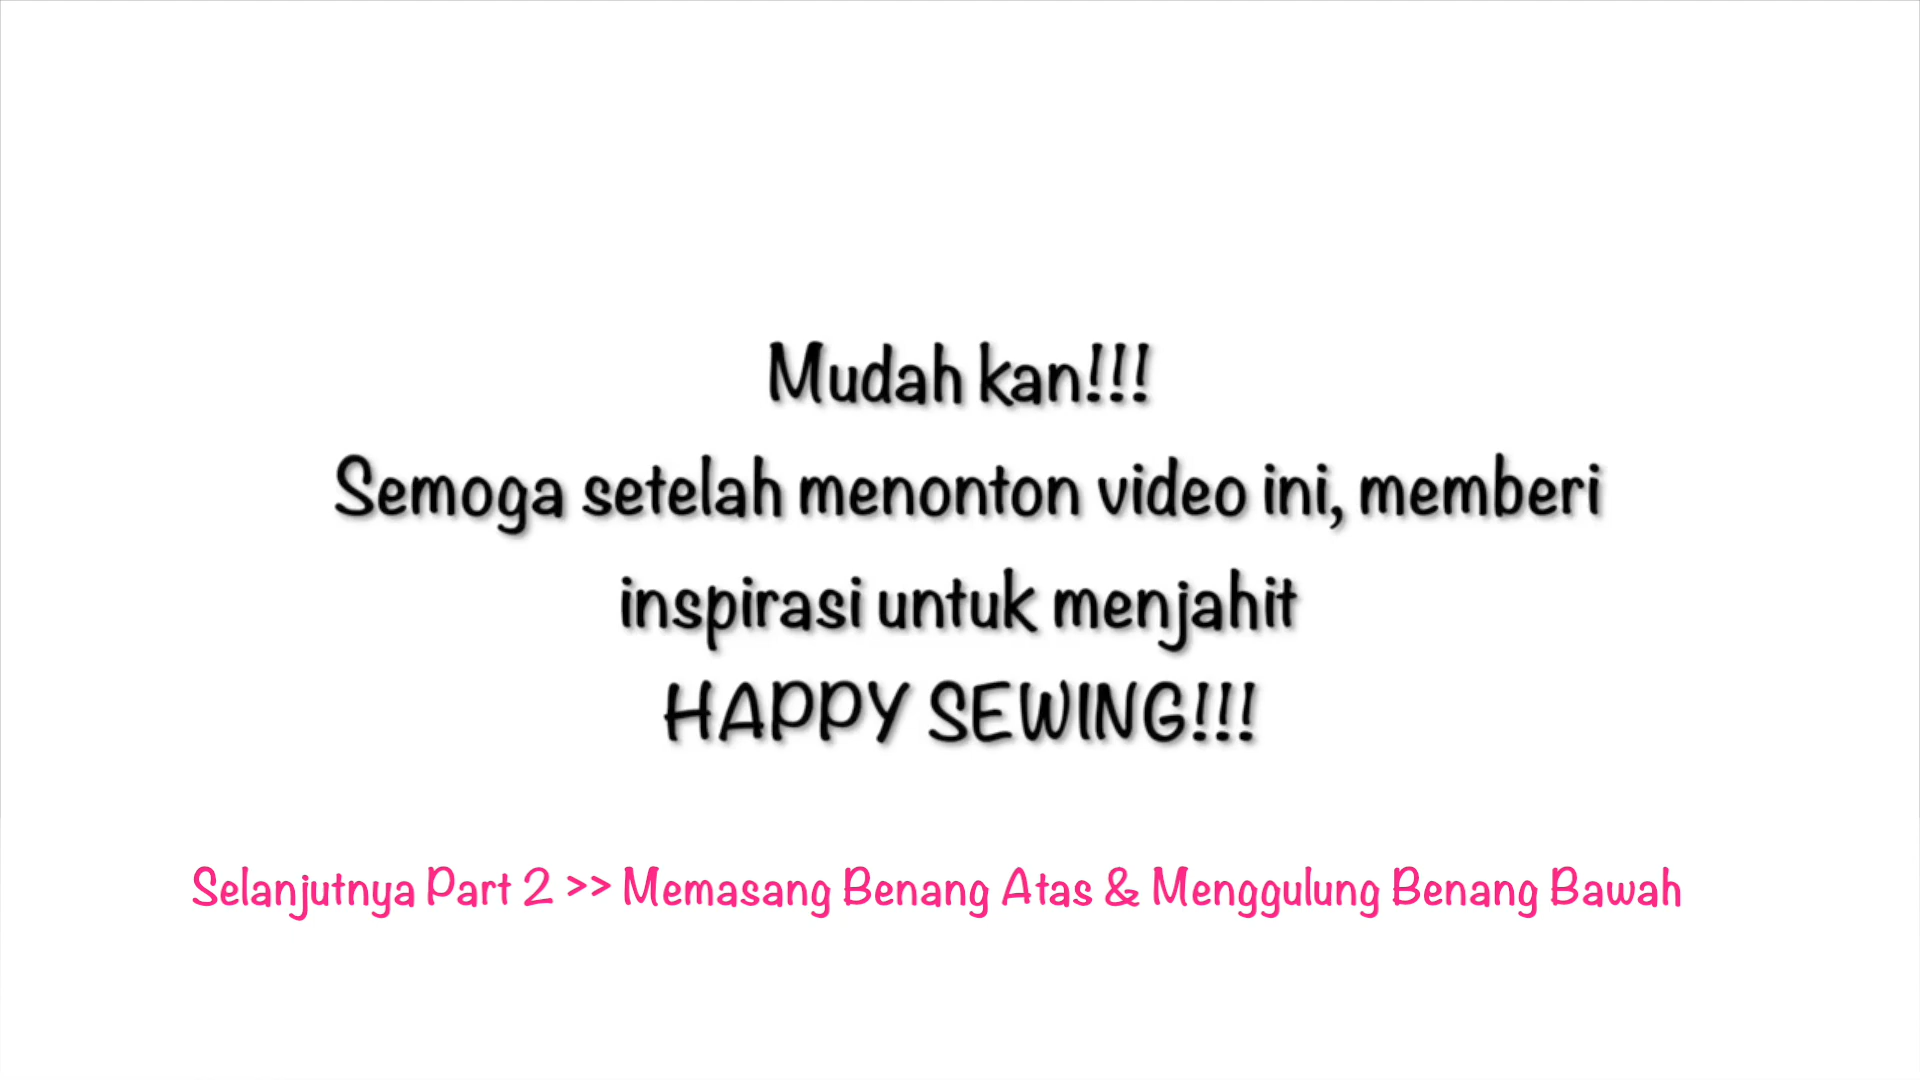 Mudah kan!!!
Semoga setelah menonton video ini, memberi
inspirasi untuk menjahit
HAPPY SEWING!!!
Selanjutnya Part 2 >> Memasang Benang Atas & Menggulung Benang Bawah